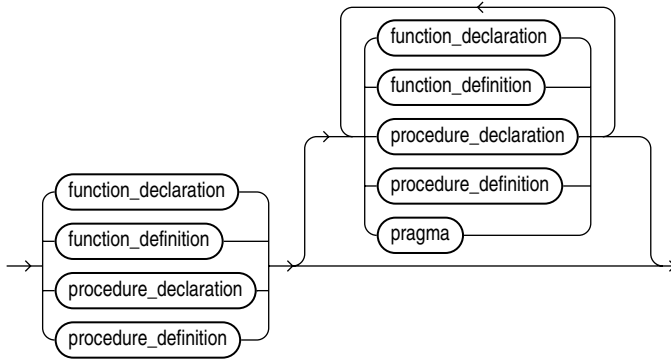 function_declaration
function_definition
procedure_declaration
procedure_definition
pragma
function_declaration
function_definition
procedure_declaration
procedure_definition